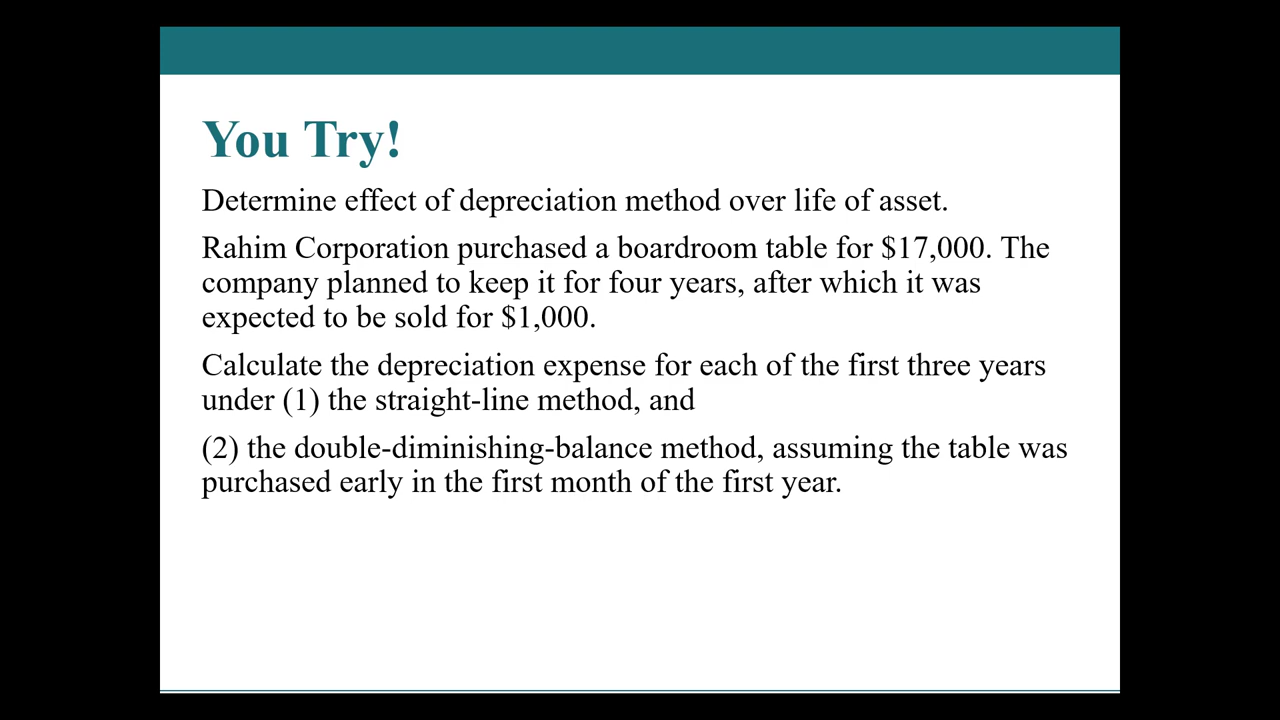 You Try!
Determine effect of depreciation method over life of asset.
Rahim Corporation purchased a boardroom table for $17,000. The
company planned to keep it for four years, after which it was
expected to be sold for $1,000.
Calculate the depreciation expense for each of the first three years
under (1) the straight-line method, and
(2) the double-diminishing-balance method, assuming the table was
purchased early in the first month of the first year.